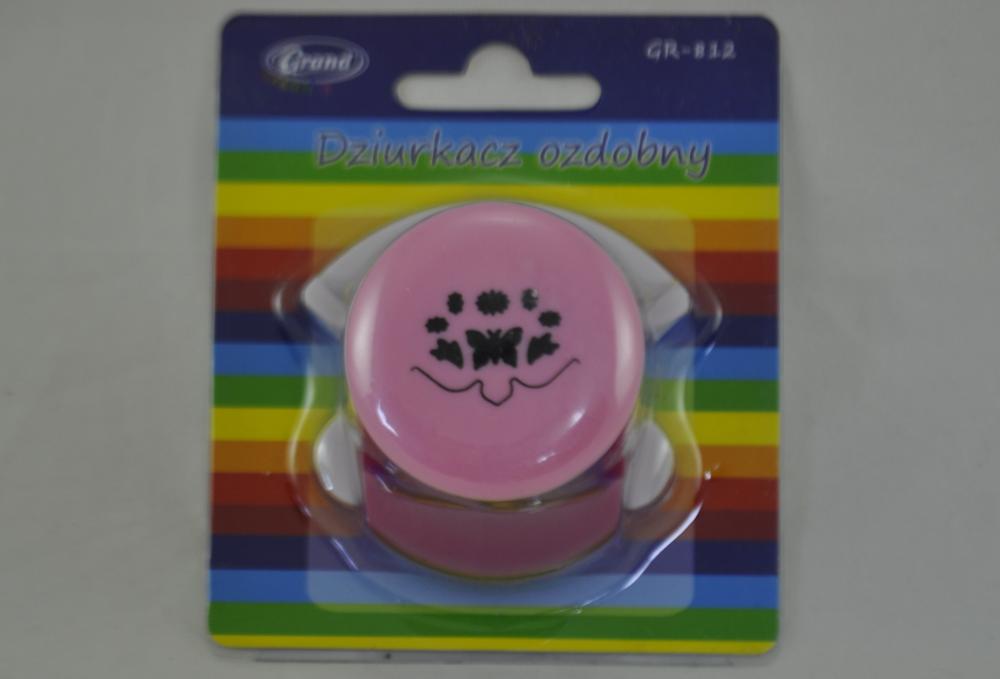 Grand
GR-812
Dziurkacz ozdobny